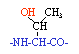 OH CH₃
CH
-NH-CH-CO-